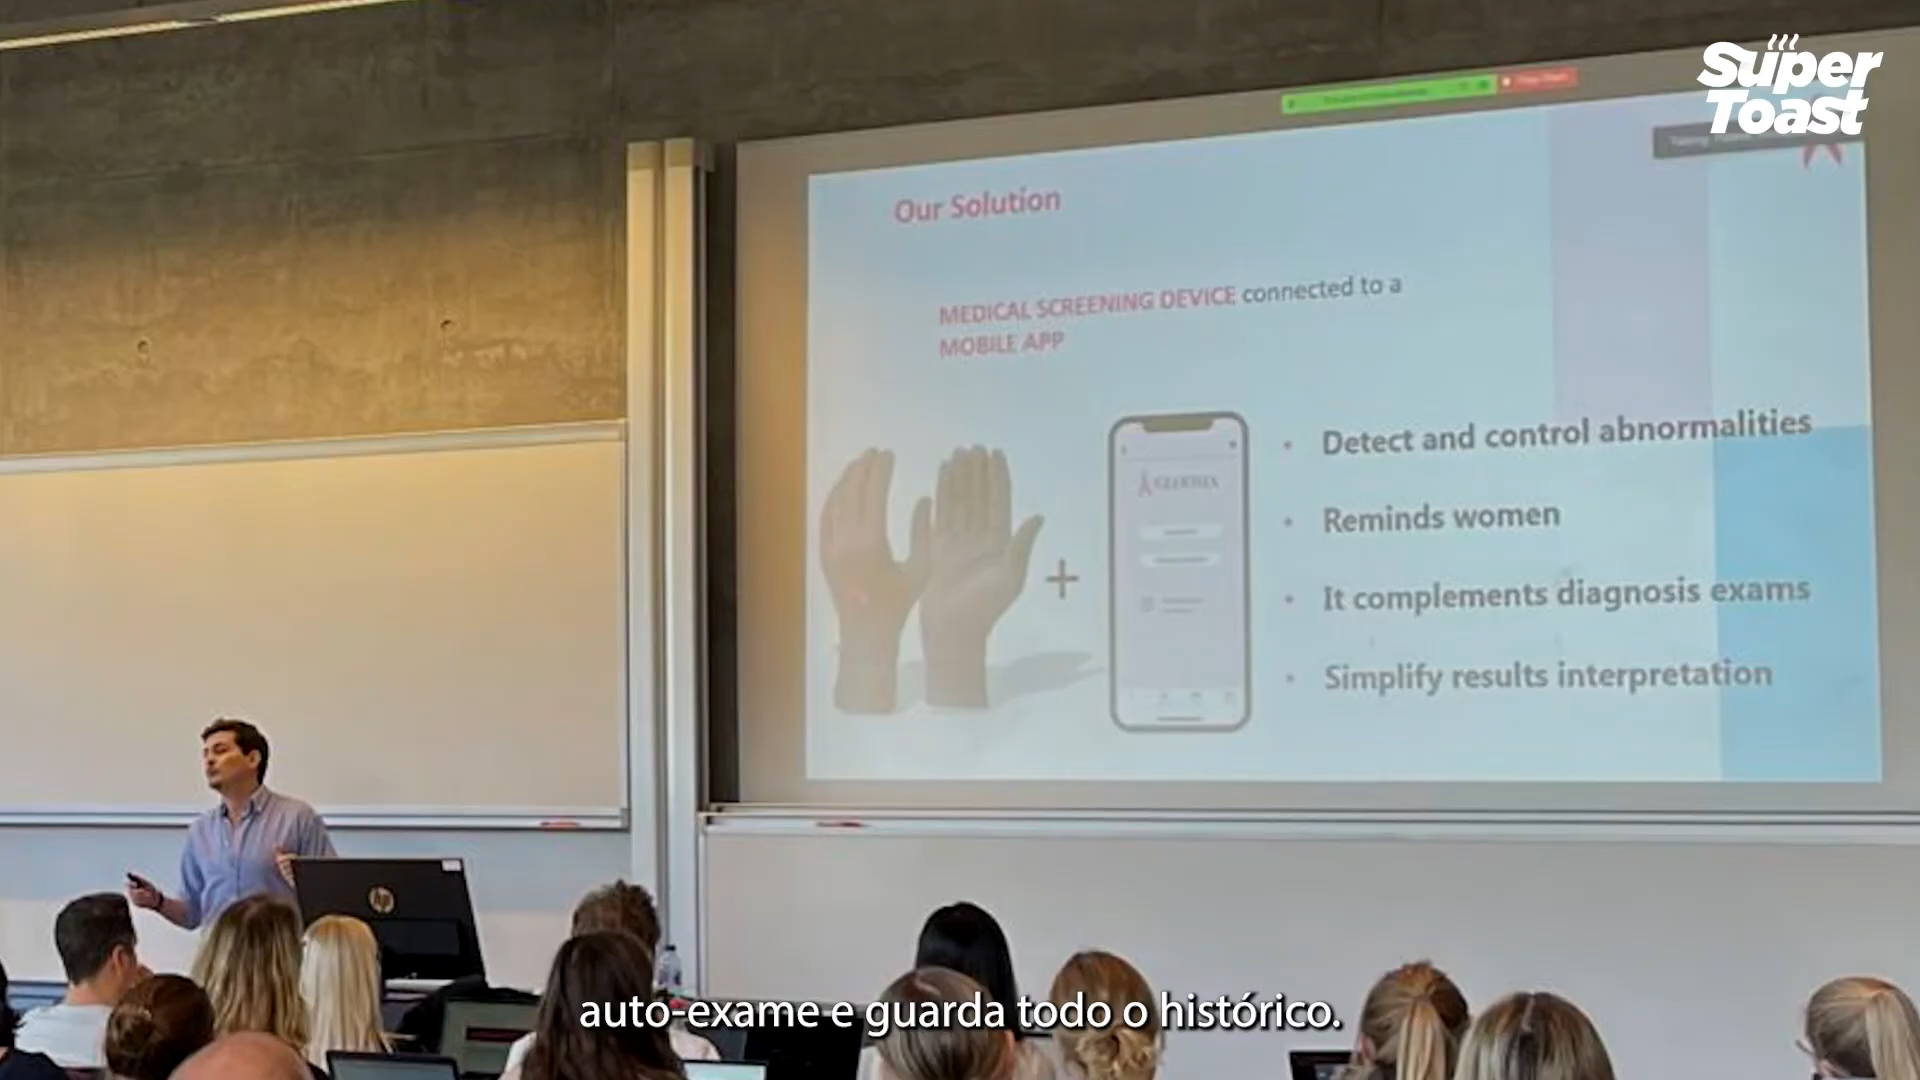 Super
Toast
Our Solution
MEDICAL SCREENING DEVICE connected to a
MOBILE APP
+
• Detect and control abnormalities
• Reminds women
• It complements diagnosis exams
• Simplify results interpretation
hp
auto-exame e guarda todo o histórico.